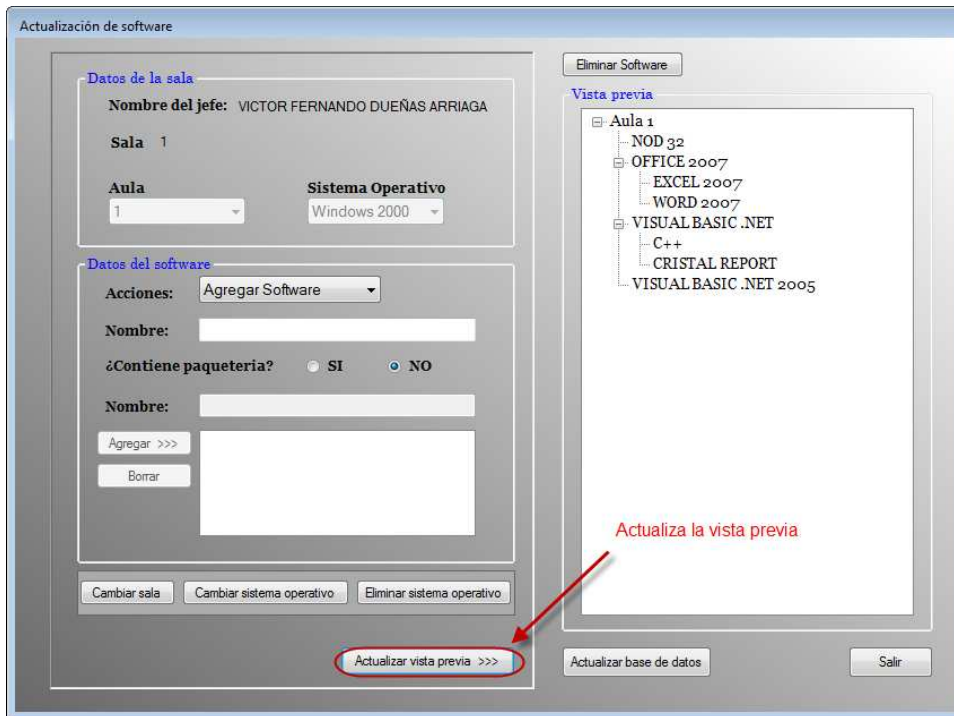 Actualización de software
Datos de la sala
Nombre del jefe: VICTOR FERNANDO DUEÑAS ARRIAGA
Sala 1
Aula
Sistema Operativo
1
Windows 2000
Datos del software
Acciones: Agregar Software
Nombre:
¿Contiene paqueteria? SI NO
Nombre:
Agregar >>>
Borrar
Cambiar sala
Cambiar sistema operativo
Eliminar sistema operativo
Actualizar vista previa >>>
Eliminar Software
Vista previa
Aula 1
NOD 32
OFFICE 2007
EXCEL 2007
WORD 2007
VISUAL BASIC .NET
C++
CRISTAL REPORT
VISUAL BASIC .NET 2005
Actualiza la vista previa
Actualizar base de datos
Salir